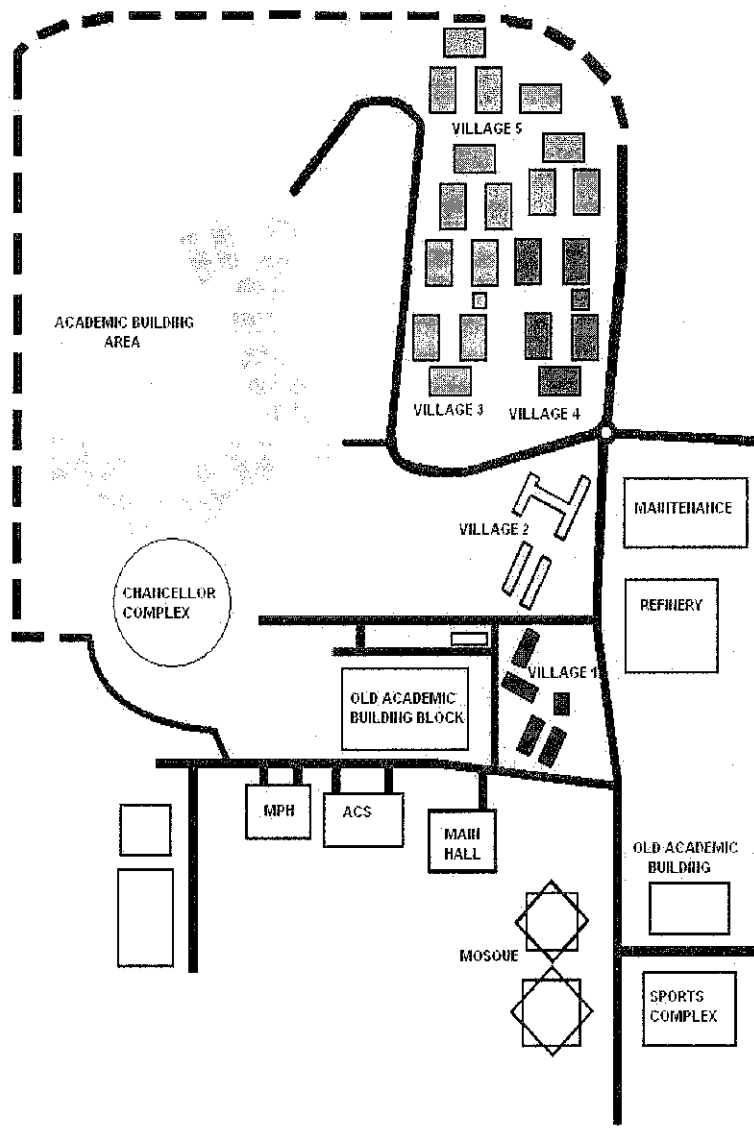 VILLAGE 5
ACADEMIC BUILDING
AREA
VILLAGE 3
VILLAGE 4
MAINTENANCE
VILLAGE 2
CHANCELLOR
COMPLEX
REFINERY
VILLAGE 1
OLD ACADEMIC
BUILDING BLOCK
MPH
ACS
MAIN
HALL
OLD ACADEMIC
BUILDING
MOSQUE
SPORTS
COMPLEX